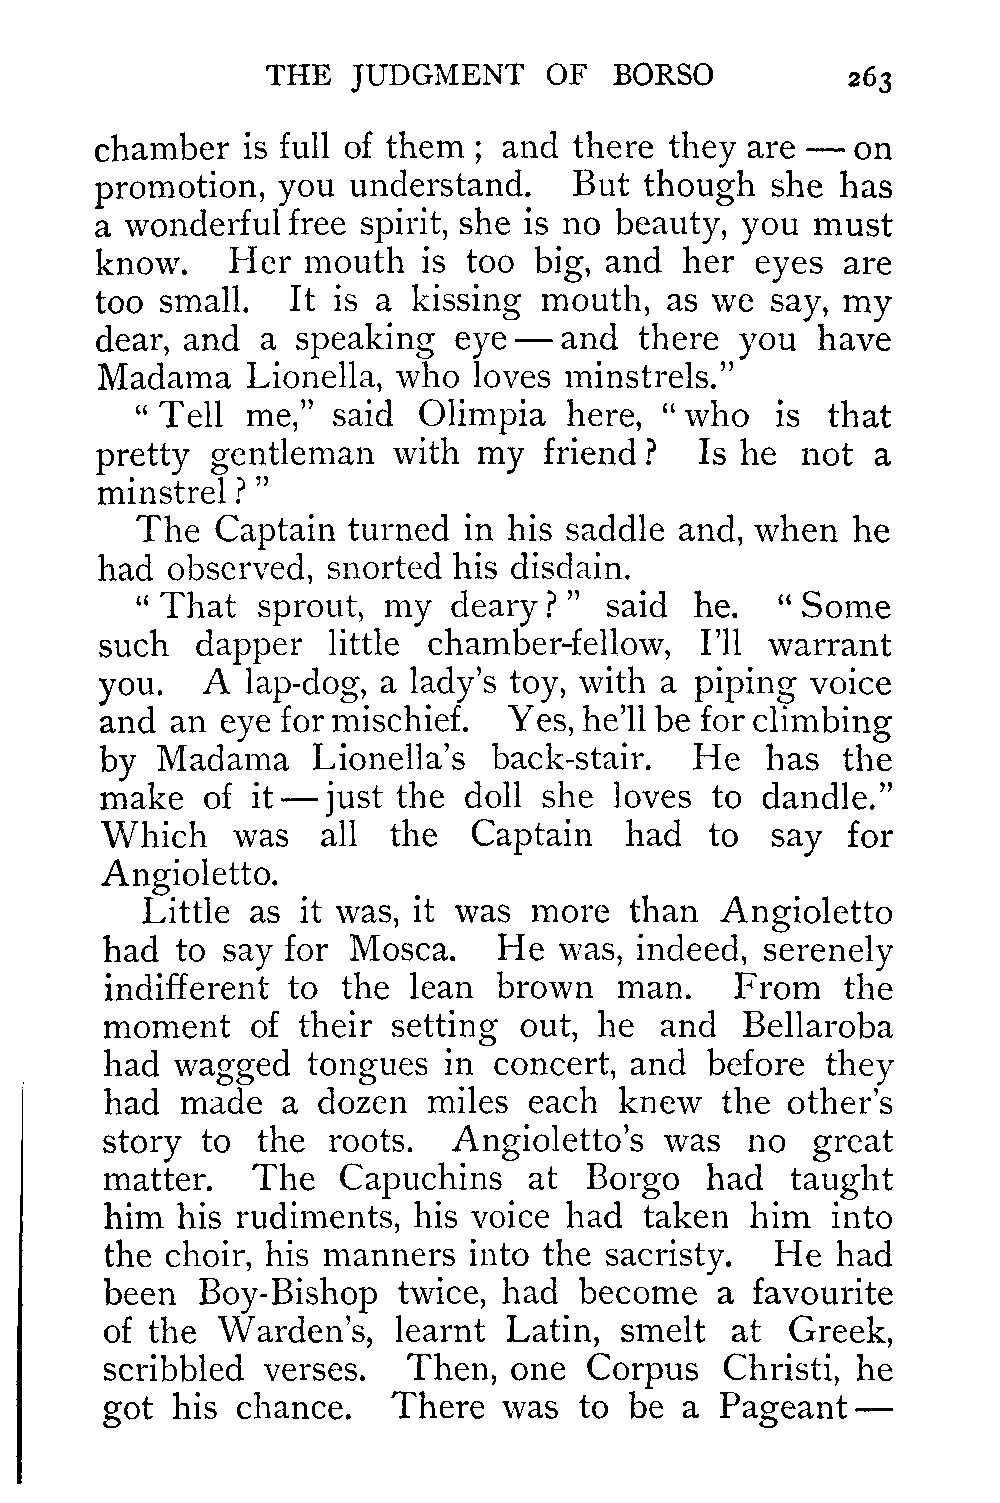 THE JUDGMENT OF BORSO 263
chamber is full of them ; and there they are — on
promotion, you understand. But though she has
a wonderful free spirit, she is no beauty, you must
know. Her mouth is too big, and her eyes are
too small. It is a kissing mouth, as we say, my
dear, and a speaking eye — and there you have
Madama Lionella, who loves minstrels.”
“ Tell me,” said Olimpia here, “ who is that
pretty gentleman with my friend ? Is he not a
minstrel ? ”
The Captain turned in his saddle and, when he
had observed, snorted his disdain.
“ That sprout, my deary ? ” said he. “ Some
such dapper little chamber-fellow, I’ll warrant
you. A lap-dog, a lady’s toy, with a piping voice
and an eye for mischief. Yes, he’ll be for climbing
by Madama Lionella’s back-stair. He has the
make of it — just the doll she loves to dandle.”
Which was all the Captain had to say for
Angioletto.
Little as it was, it was more than Angioletto
had to say for Mosca. He was, indeed, serenely
indifferent to the lean brown man. From the
moment of their setting out, he and Bellaroba
had wagged tongues in concert, and before they
had made a dozen miles each knew the other’s
story to the roots. Angioletto’s was no great
matter. The Capuchins at Borgo had taught
him his rudiments, his voice had taken him into
the choir, his manners into the sacristy. He had
been Boy-Bishop twice, had become a favourite
of the Warden’s, learnt Latin, smelt at Greek,
scribbled verses. Then, one Corpus Christi, he
got his chance. There was to be a Pageant —